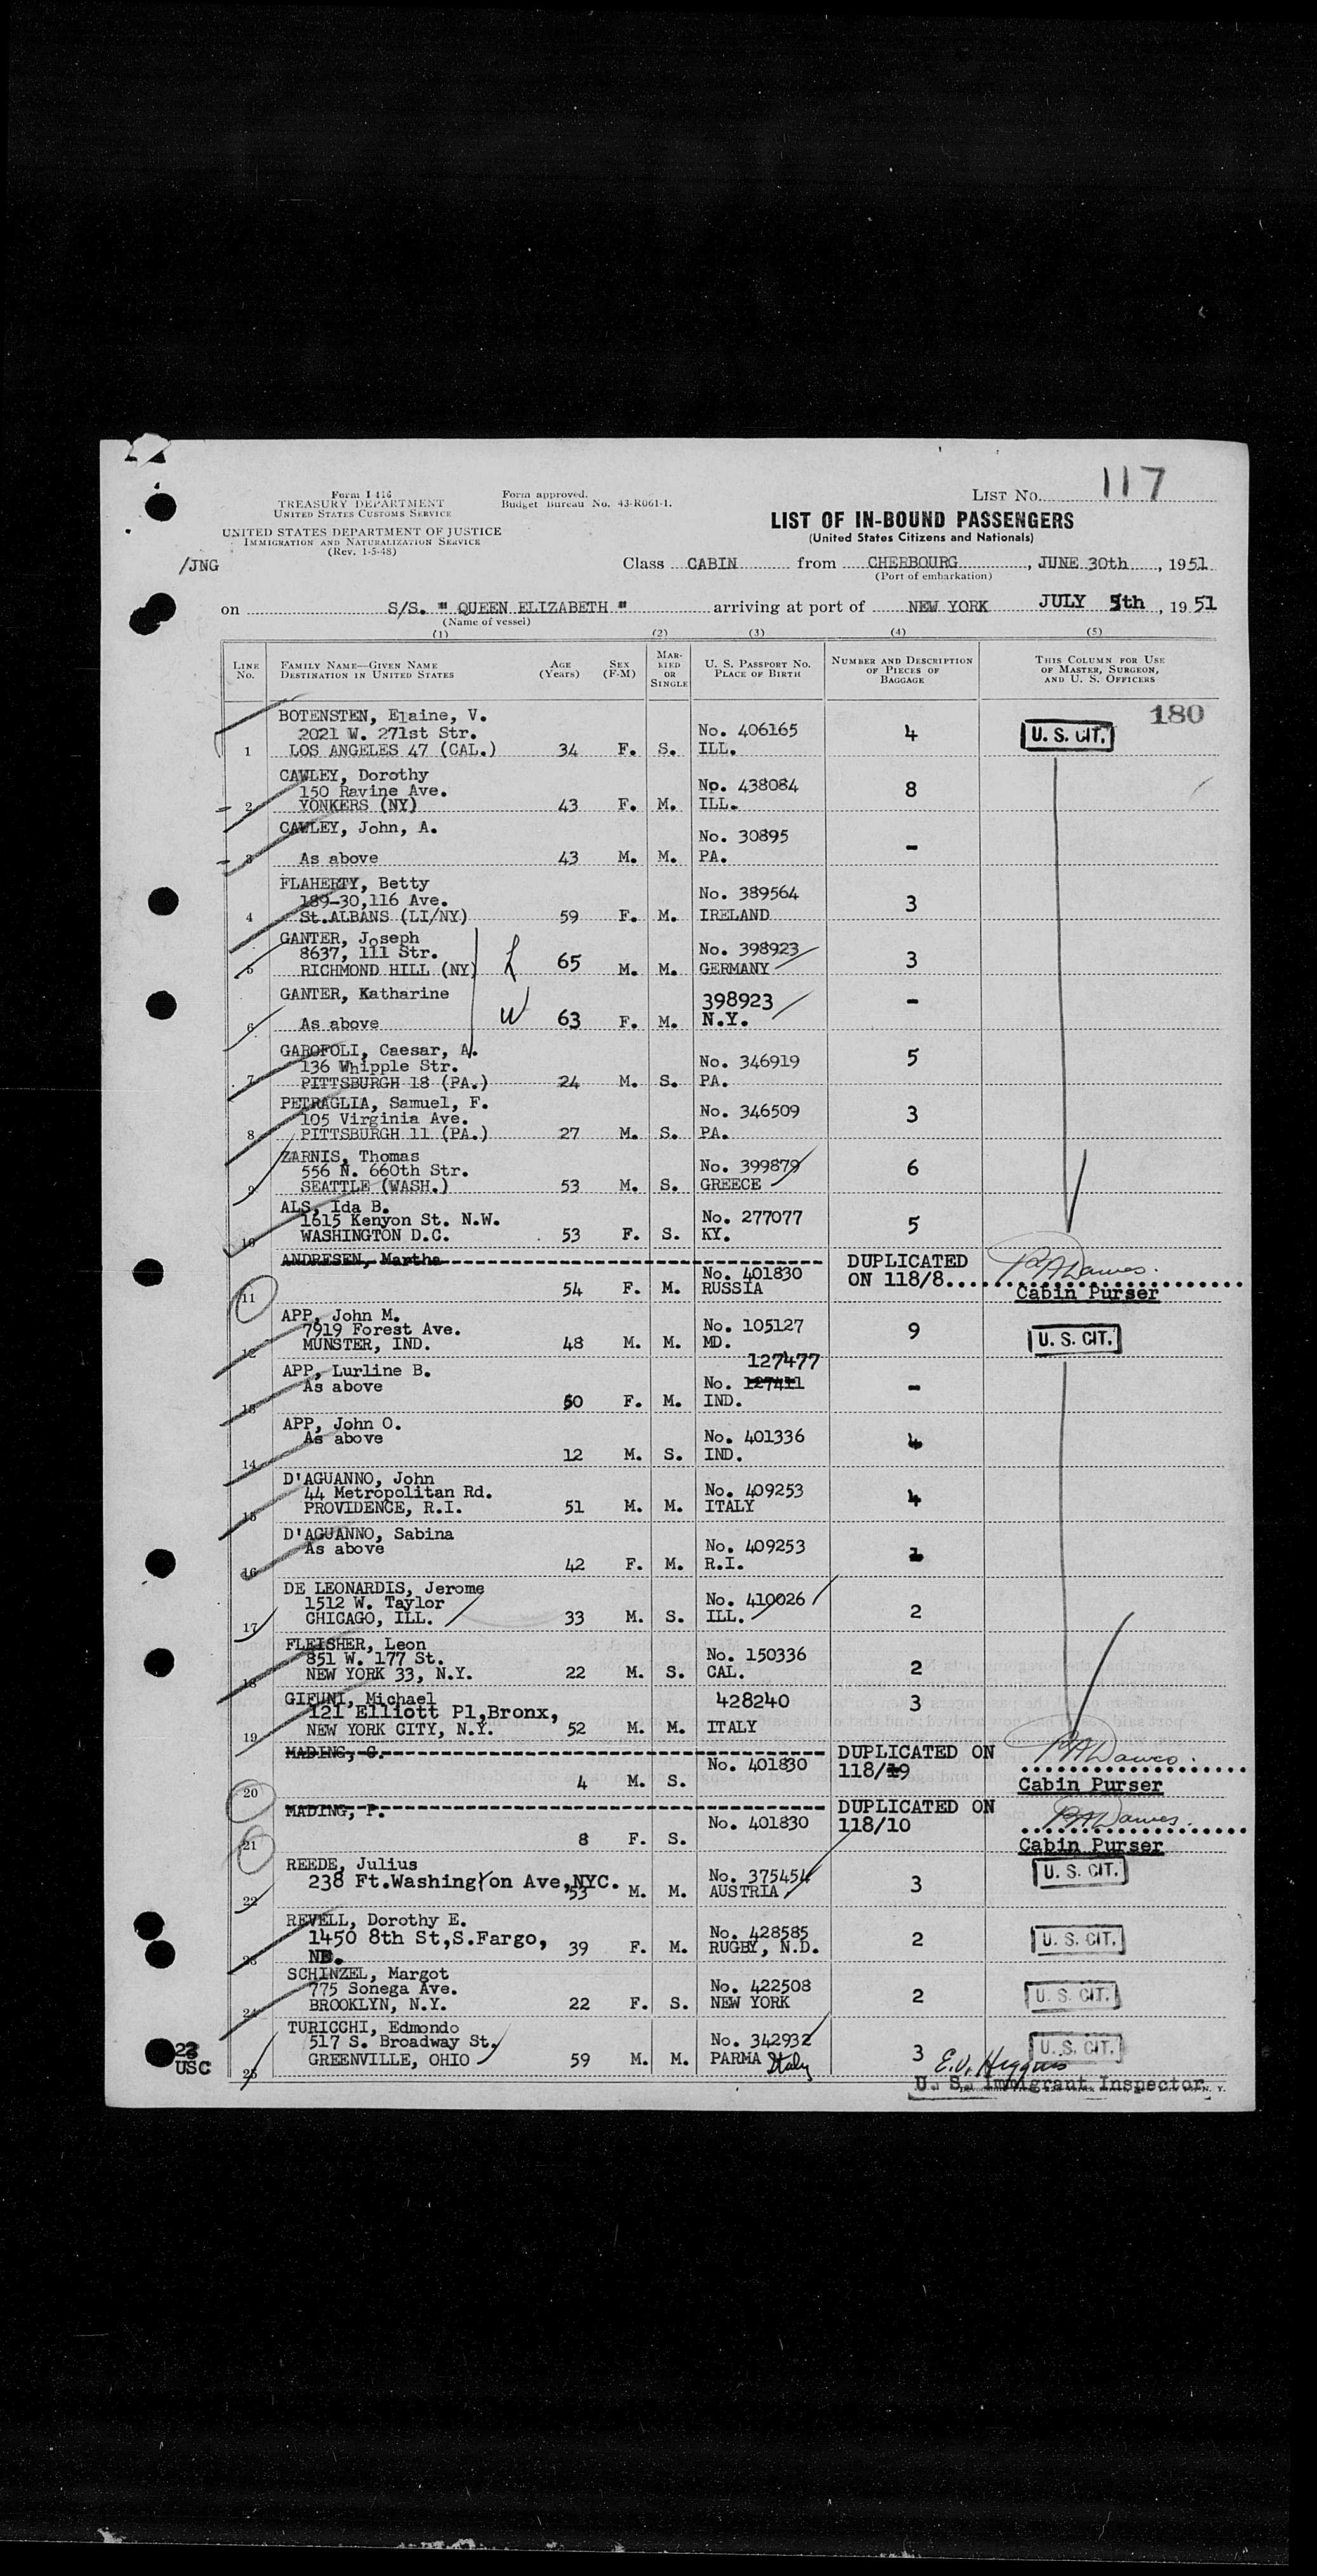 LIST No. 117
Form I 416
TREASURY DEPARTMENT
UNITED STATES CUSTOMS SERVICE
UNITED STATES DEPARTMENT OF JUSTICE
IMMIGRATION AND NATURALIZATION SERVICE
(Rev. 1-5-48)
Form approved.
Budget Bureau No. 43-R061-1.
LIST OF IN-BOUND PASSENGERS
(United States Citizens and Nationals)
/JNG
Class CABIN from CHERBOURG, JUNE 30th, 1951
(Port of embarkation)
on S/S. " QUEEN ELIZABETH " arriving at port of NEW YORK JULY 5th, 1951
(Name of vessel)
(1) (2) (3) (4) (5)
LINE No. FAMILY NAME—GIVEN NAME DESTINATION IN UNITED STATES AGE (Years) SEX (F-M) MARRIED OR SINGLE U. S. PASSPORT NO. PLACE OF BIRTH NUMBER AND DESCRIPTION OF PIECES OF BAGGAGE THIS COLUMN FOR USE OF MASTER, SURGEON, AND U. S. OFFICERS
180
BOTENSTEN, Elaine, V.
2021 W. 271st Str. No. 406165 4 U. S. CIT.
1 LOS ANGELES 47 (CAL.) 34 F. S. ILL.
CAWLEY, Dorothy
150 Ravine Ave. No. 438084 8
2 YONKERS (NY) 43 F. M. ILL.
CAWLEY, John, A.
No. 30895 -
3 As above 43 M. M. PA.
FLAHERTY, Betty
189-30,116 Ave. No. 389564 3
4 St.ALBANS (LI/NY) 59 F. M. IRELAND
GANTER, Joseph
8637, 111 Str. No. 398923 3
5 RICHMOND HILL (NY) 65 M. M. GERMANY
GANTER, Katharine
W 398923 -
6 As above 63 F. M. N.Y.
GAROFOLI, Caesar, A.
136 Whipple Str. No. 346919 5
7 PITTSBURGH 18 (PA.) 24 M. S. PA.
PETRAGLIA, Samuel, F.
105 Virginia Ave. No. 346509 3
8 PITTSBURGH 11 (PA.) 27 M. S. PA.
ZARNIS, Thomas
556 N. 660th Str. No. 399879 6
9 SEATTLE (WASH.) 53 M. S. GREECE
ALS, Ida B.
1615 Kenyon St. N.W. No. 277077 5
10 WASHINGTON D.C. 53 F. S. KY.
ANDRESEN, Martha DUPLICATED
No. 401830 ON 118/8 RADawes.
11 54 F. M. RUSSIA Cabin Purser
APP, John M.
7919 Forest Ave. No. 105127 9 U. S. CIT.
12 MUNSTER, IND. 48 M. M. MD.
127477
APP, Lurline B.
As above No. 127411 -
13 50 F. M. IND.
APP, John O.
As above No. 401336 4
14 12 M. S. IND.
D'AGUANNO, John
44 Metropolitan Rd. No. 409253 4
15 PROVIDENCE, R.I. 51 M. M. ITALY
D'AGUANNO, Sabina
As above No. 409253 1
16 42 F. M. R.I.
DE LEONARDIS, Jerome
1512 W. Taylor No. 410026 2
17 CHICAGO, ILL. 33 M. S. ILL.
FLEISHER, Leon
851 W. 177 St. No. 150336 2
18 NEW YORK 33, N.Y. 22 M. S. CAL.
GIFUNI, Michael 428240 3
121 Elliott Pl,Bronx,
19 NEW YORK CITY, N.Y. 52 M. M. ITALY
MADING, G. DUPLICATED ON
No. 401830 118/19 RADawes.
20 4 M. S. Cabin Purser
MADING, P. DUPLICATED ON
No. 401830 118/10 RADawes.
21 8 F. S. Cabin Purser
REEDE, Julius U. S. CIT.
238 Ft.Washington Ave,NYC. No. 375454 3
22 53 M. M. AUSTRIA
REVELL, Dorothy E.
1450 8th St,S.Fargo, No. 428585 2 U. S. CIT.
23 ND. 39 F. M. RUGBY, N.D.
SCHINZEL, Margot
775 Sonega Ave. No. 422508 2 U. S. CIT.
24 BROOKLYN, N.Y. 22 F. S. NEW YORK
TURICCHI, Edmondo
517 S. Broadway St. No. 342932 3 U. S. CIT.
25 GREENVILLE, OHIO 59 M. M. PARMA Italy
USC
E.V. Higgins
U. S. Immigrant Inspector